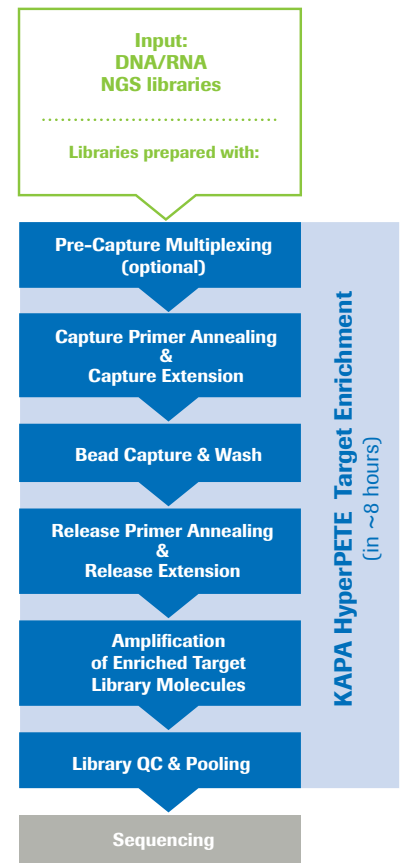 Input:
DNA/RNA
NGS libraries
Libraries prepared with:
Pre-Capture Multiplexing
(optional)
Capture Primer Annealing
&
Capture Extension
Bead Capture & Wash
Release Primer Annealing
&
Release Extension
Amplification
of Enriched Target
Library Molecules
Library QC & Pooling
KAPA HyperPETE Target Enrichment
(in ~8 hours)
Sequencing